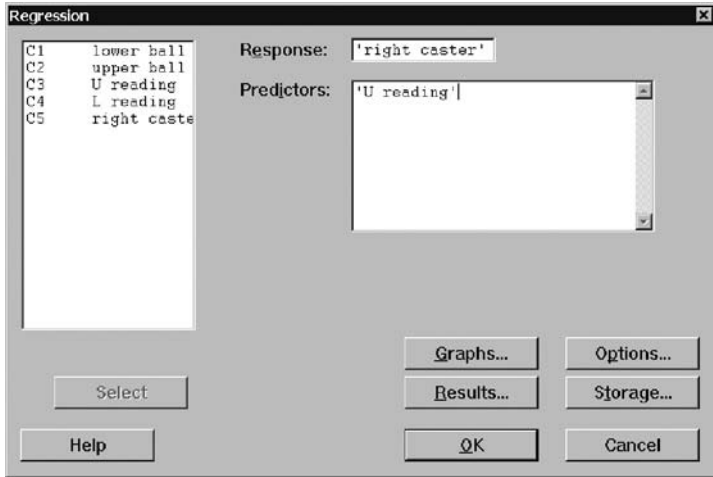 Regression
C1 lower ball
C2 upper ball
C3 U reading
C4 L reading
C5 right caste
Response: 'right caster'
Predictors: 'U reading'
Graphs... Options...
Select Results... Storage...
Help OK Cancel